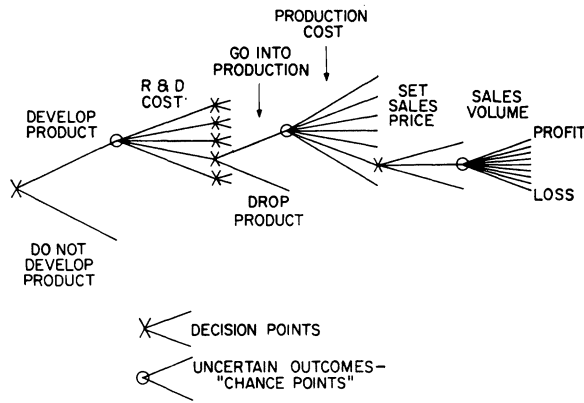 PRODUCTION
COST
GO INTO
PRODUCTION
R & D
COST
SET
SALES
PRICE
SALES
VOLUME
DEVELOP
PRODUCT
PROFIT
LOSS
DROP
PRODUCT
DO NOT
DEVELOP
PRODUCT
DECISION POINTS
UNCERTAIN OUTCOMES-
"CHANCE POINTS"